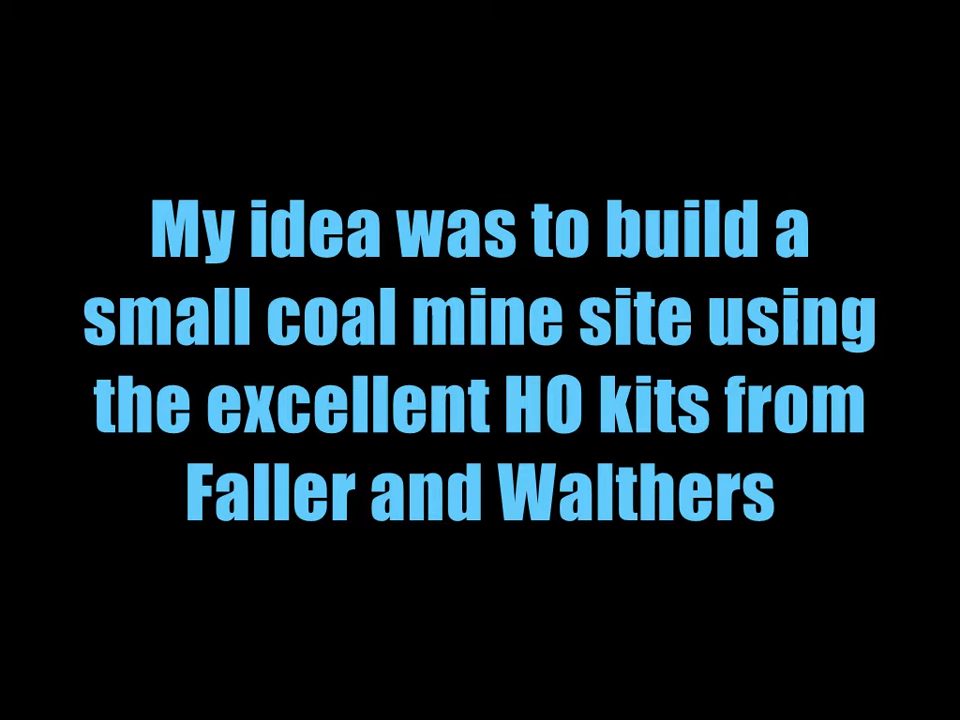 My idea was to build a
small coal mine site using
the excellent HO kits from
Faller and Walthers